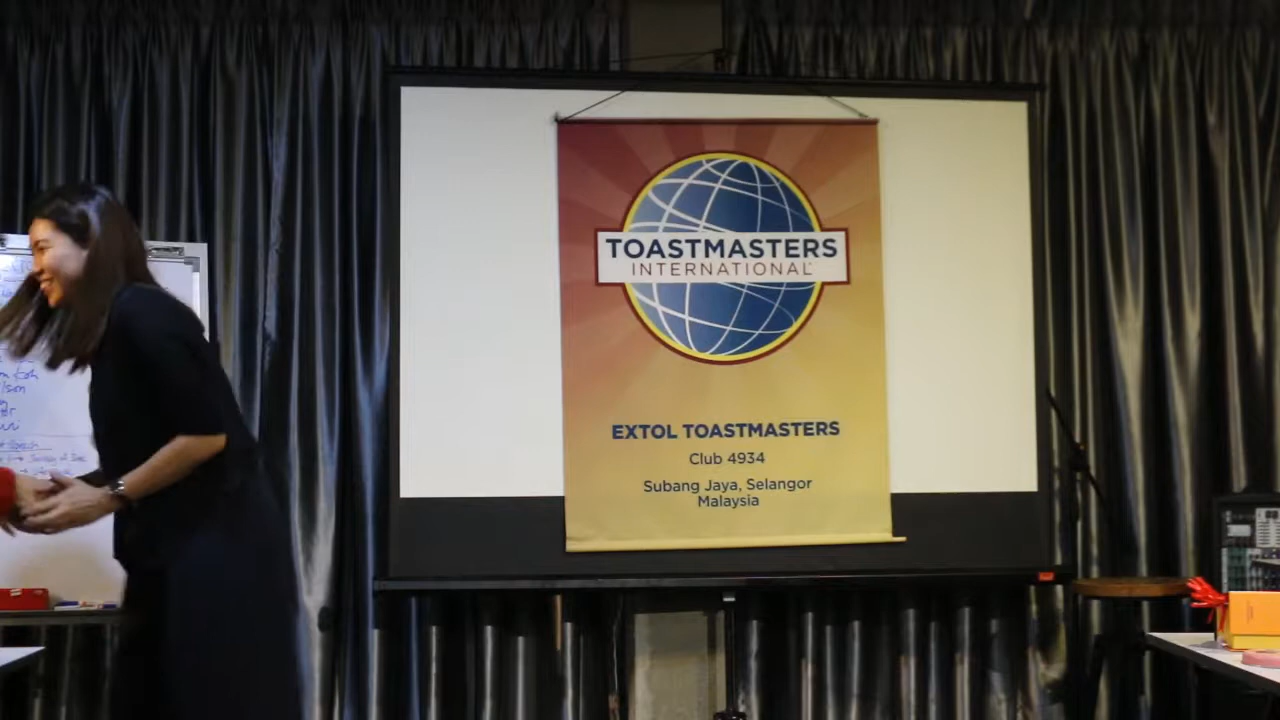 TOASTMASTERS
INTERNATIONAL
EXTOL TOASTMASTERS
Club 4934
Subang Jaya, Selangor
Malaysia